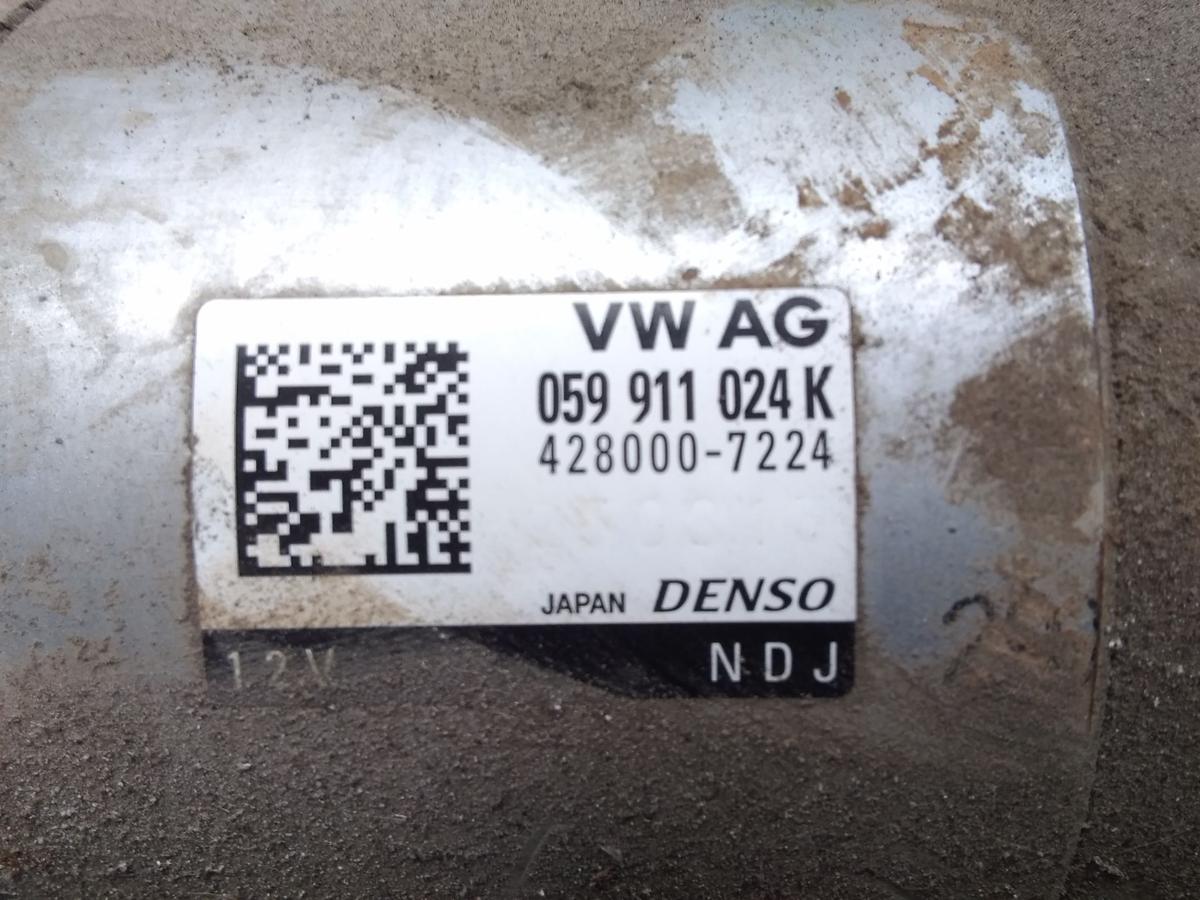 VW AG
059 911 024 K
428000-7224
JAPAN DENSO
12V NDJ